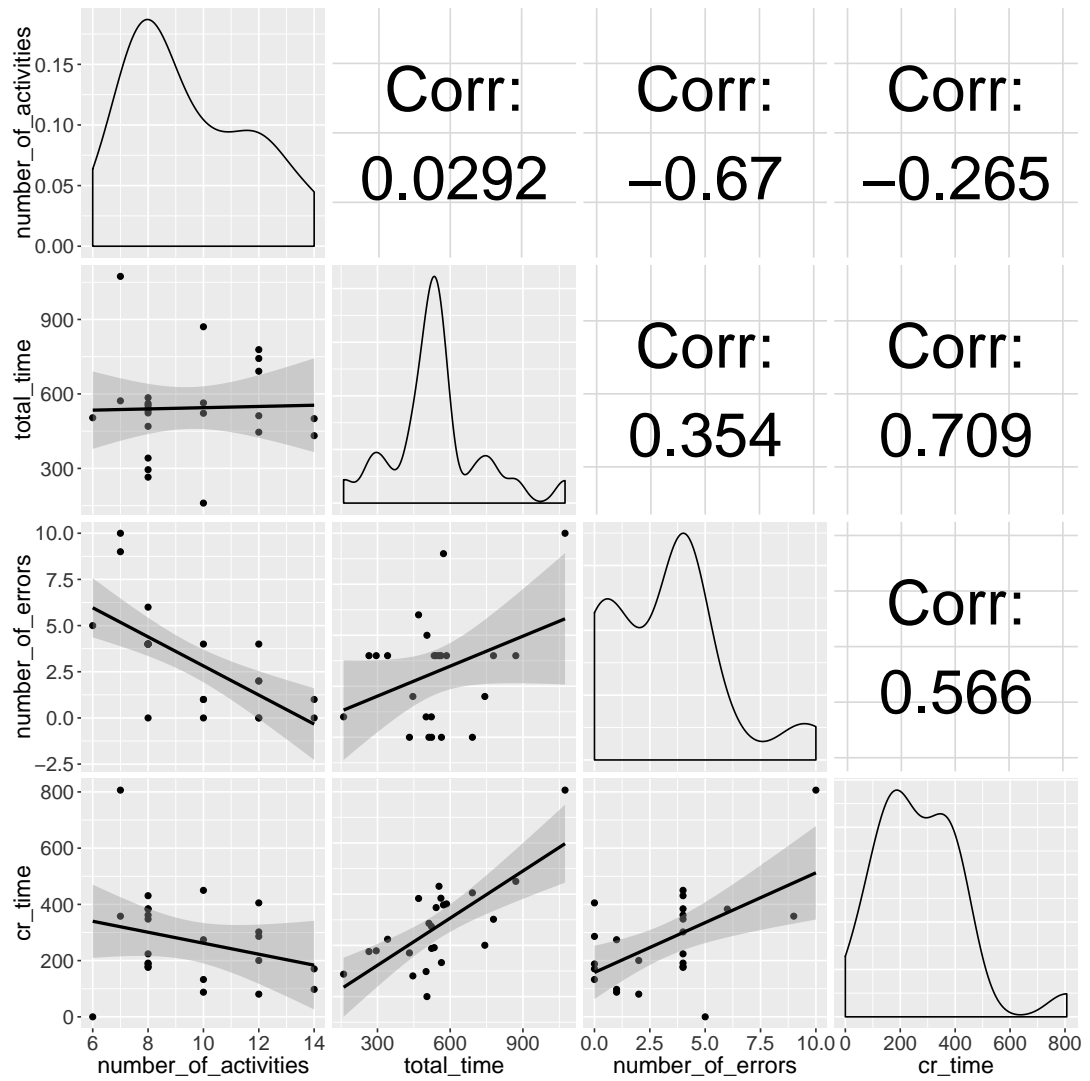 number_of_activities
0.15
0.10
0.05
0.00
Corr:
0.0292
Corr:
−0.67
Corr:
−0.265
total_time
900
600
300
Corr:
0.354
Corr:
0.709
number_of_errors
10.0
7.5
5.0
2.5
0.0
−2.5
Corr:
0.566
cr_time
800
600
400
200
0
6 8 10 12 14
300 600 900
0.0 2.5 5.0 7.5 10.0
0 200 400 600 800
number_of_activities
total_time
number_of_errors
cr_time